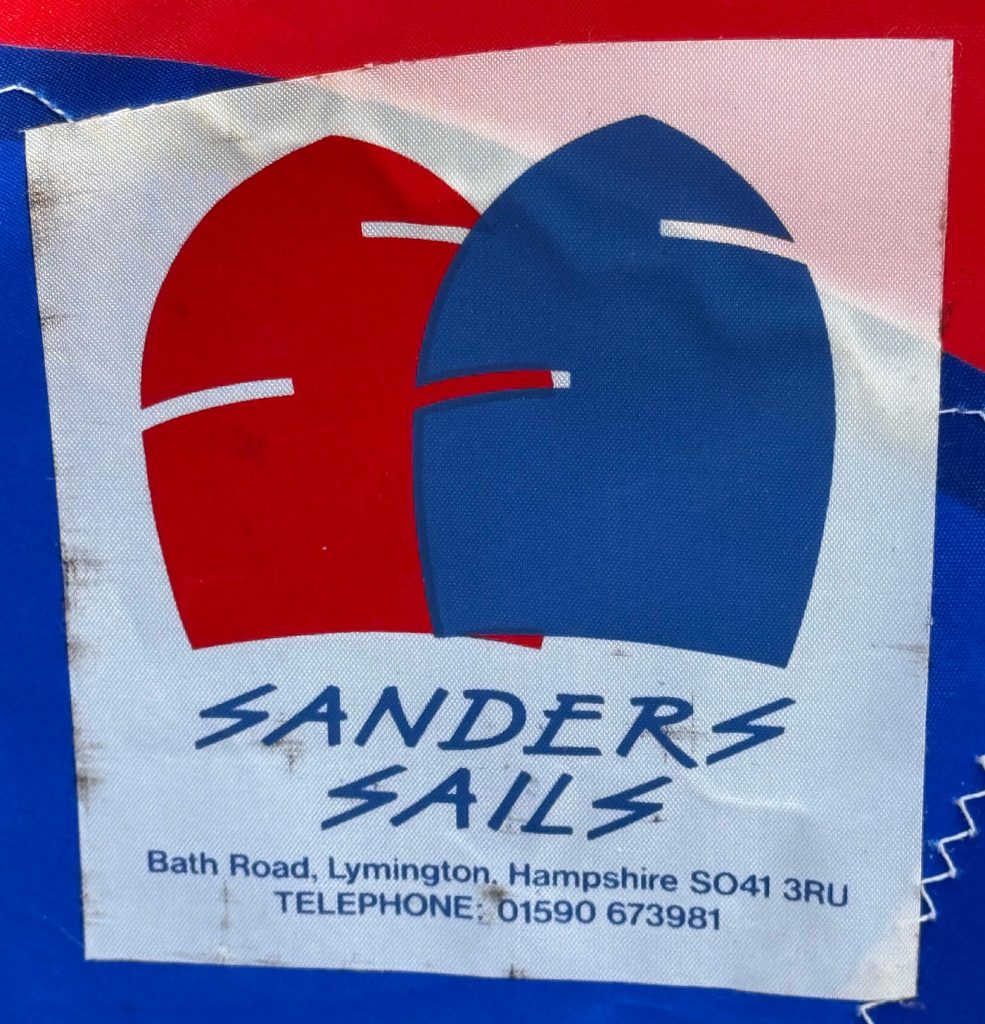 SANDERS
SAILS
Bath Road, Lymington, Hampshire SO41 3RU
TELEPHONE: 01590 673981